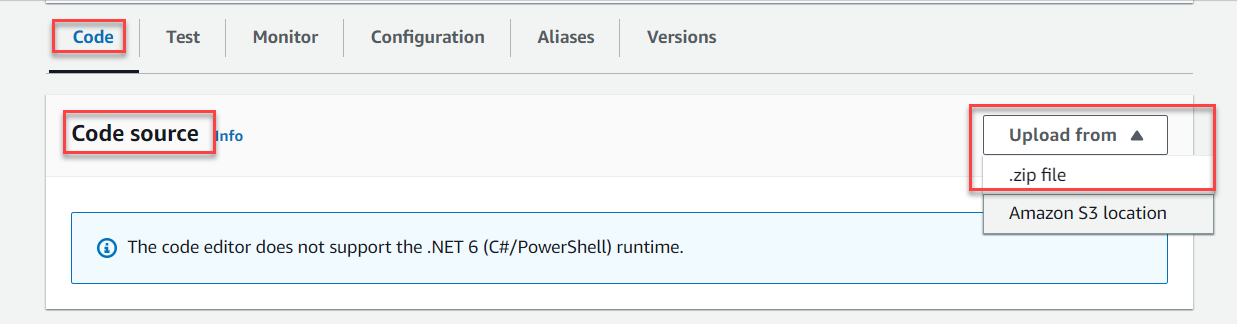 Code Test Monitor Configuration Aliases Versions
Code source Info
Upload from
.zip file
Amazon S3 location
The code editor does not support the .NET 6 (C#/PowerShell) runtime.